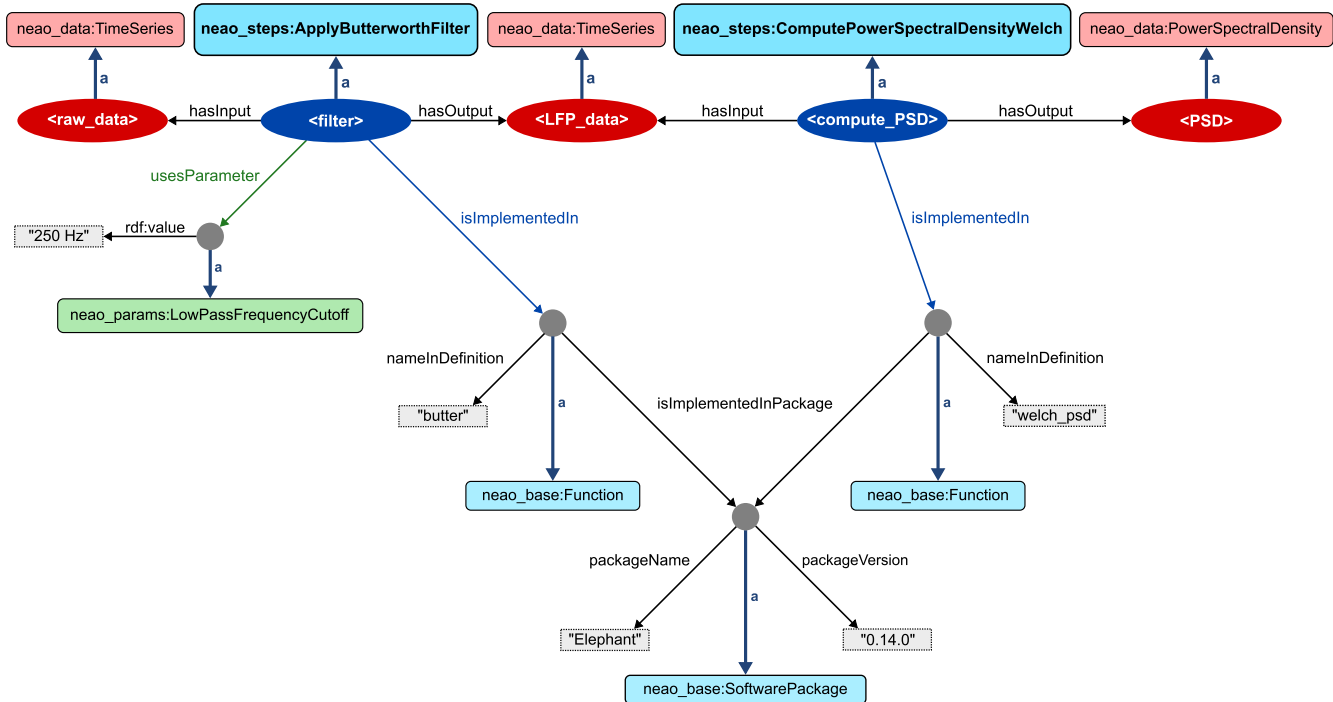 neao_data:TimeSeries
neao_steps:ApplyButterworthFilter
neao_data:TimeSeries
neao_steps:ComputePowerSpectralDensityWelch
neao_data:PowerSpectralDensity
a
a
a
a
a
<raw_data>
hasInput
<filter>
hasOutput
<LFP_data>
hasInput
<compute_PSD>
hasOutput
<PSD>
usesParameter
isImplementedIn
isImplementedIn
"250 Hz"
rdf:value
a
neao_params:LowPassFrequencyCutoff
nameInDefinition
nameInDefinition
a
isImplementedInPackage
a
"butter"
"welch_psd"
neao_base:Function
neao_base:Function
packageName
packageVersion
a
"Elephant"
"0.14.0"
neao_base:SoftwarePackage